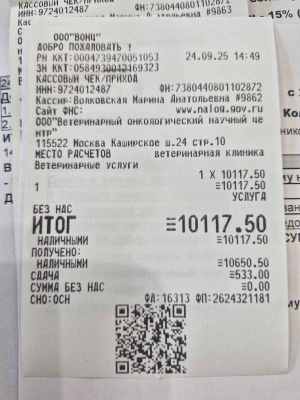 ООО"ВОНЦ"
ДОБРО ПОЖАЛОВАТЬ !
РН ККТ:0004739470051053 24.09.25 14:49
ЗН ККТ:0584930012169323
КАССОВЫЙ ЧЕК/ПРИХОД
ИНН:9724012487 ФН:7380440801102872
Кассир:Волковская Марина Анатольевна #9862
Сайт ФНС: www.nalog.gov.ru
ООО"Ветеринарный онкологический научный це
нтр"
115522 Москва Каширское ш.24 стр.10
МЕСТО РАСЧЕТОВ ветеринарная клиника
Ветеринарные услуги
1 X 10117.50
1 ≡10117.50
УСЛУГА
БЕЗ НДС
ИТОГ ≡10117.50
НАЛИЧНЫМИ ≡10117.50
ПОЛУЧЕНО:
НАЛИЧНЫМИ ≡10650.50
СДАЧА ≡533.00
СУММА БЕЗ НДС ≡0.00
СНО:ОСН ФД:16313 ФП:2624321181